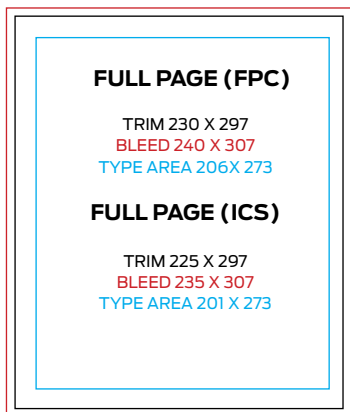 FULL PAGE (FPC)
TRIM 230 X 297
BLEED 240 X 307
TYPE AREA 206X 273
FULL PAGE (ICS)
TRIM 225 X 297
BLEED 235 X 307
TYPE AREA 201 X 273